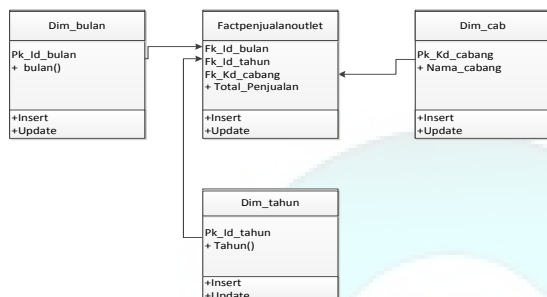 Dim_bulan
Pk_Id_bulan
+ bulan()
+Insert
+Update
Factpenjualanoutlet
Fk_Id_bulan
Fk_Id_tahun
Fk_Kd_cabang
+ Total_Penjualan
+Insert
+Update
Dim_cab
Pk_Kd_cabang
+ Nama_cabang
+Insert
+Update
Dim_tahun
Pk_Id_tahun
+ Tahun()
+Insert
+Update